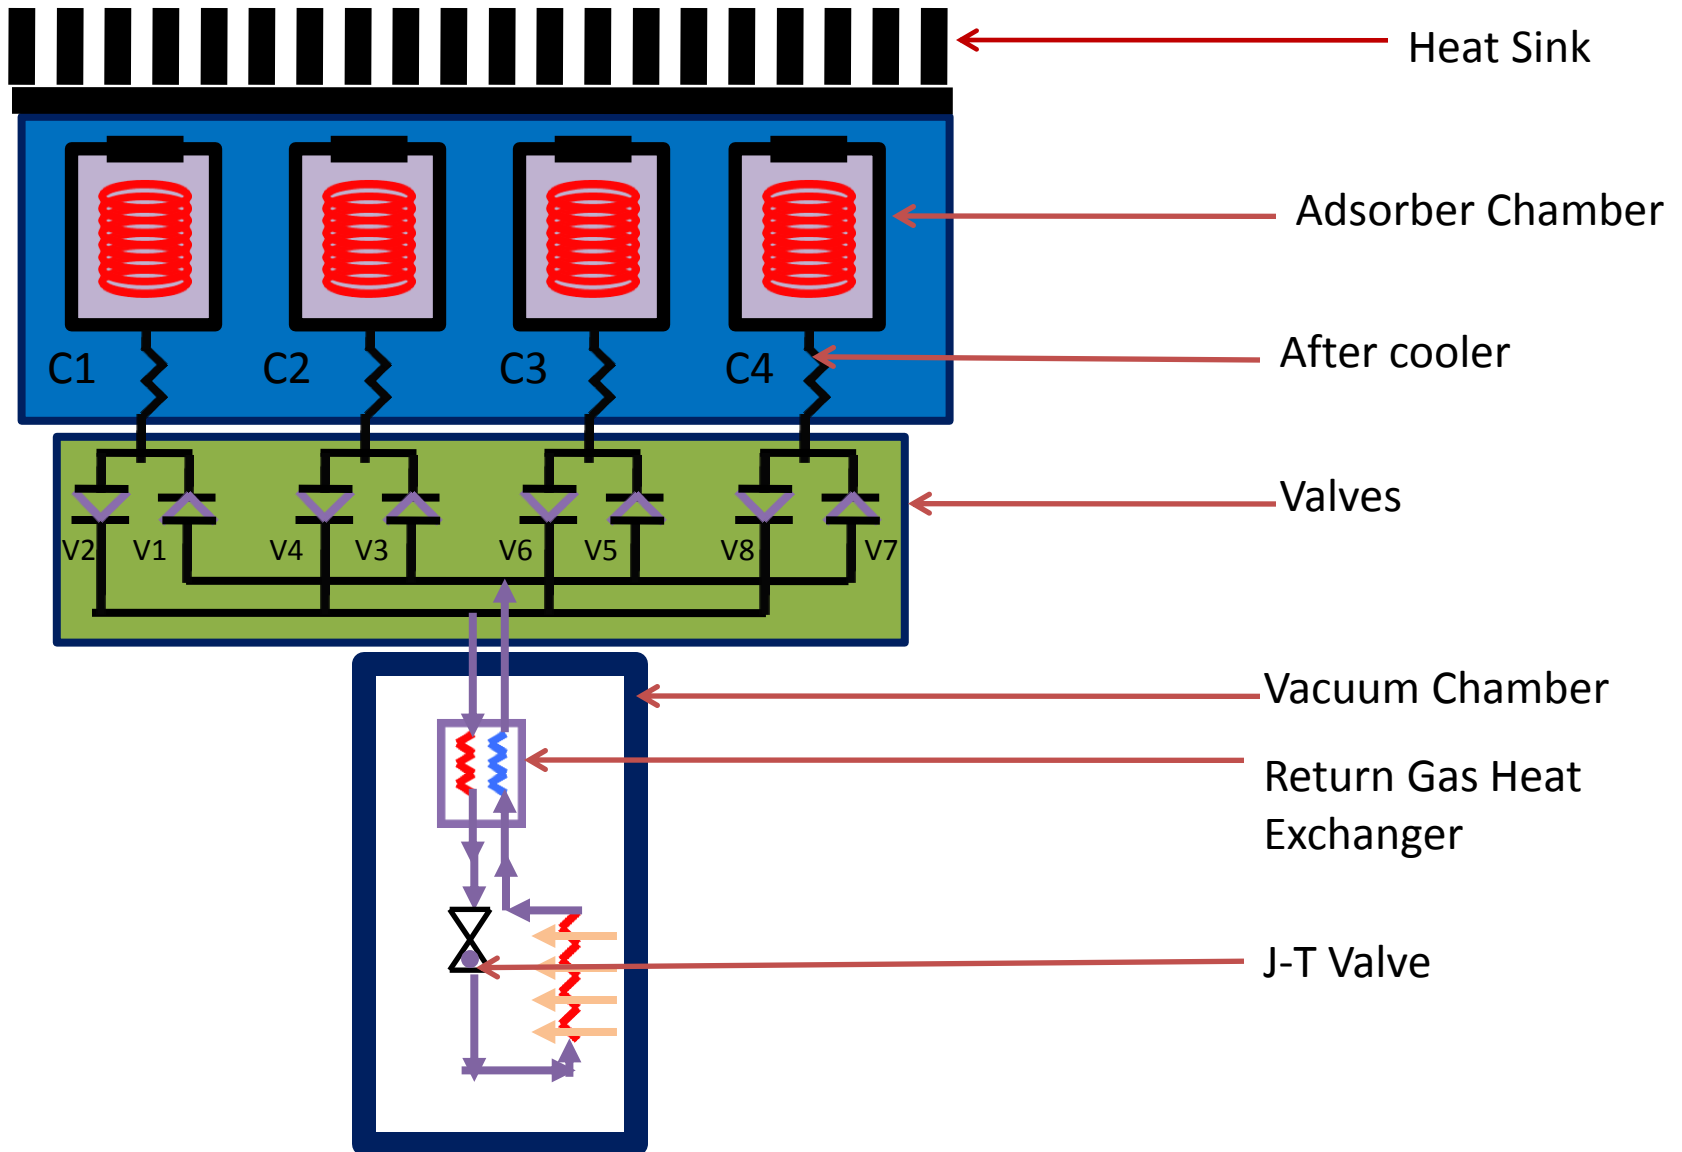 Heat Sink
Adsorber Chamber
C1
C2
C3
C4
After cooler
Valves
V2
V1
V4
V3
V6
V5
V8
V7
Vacuum Chamber
Return Gas Heat
Exchanger
J-T Valve